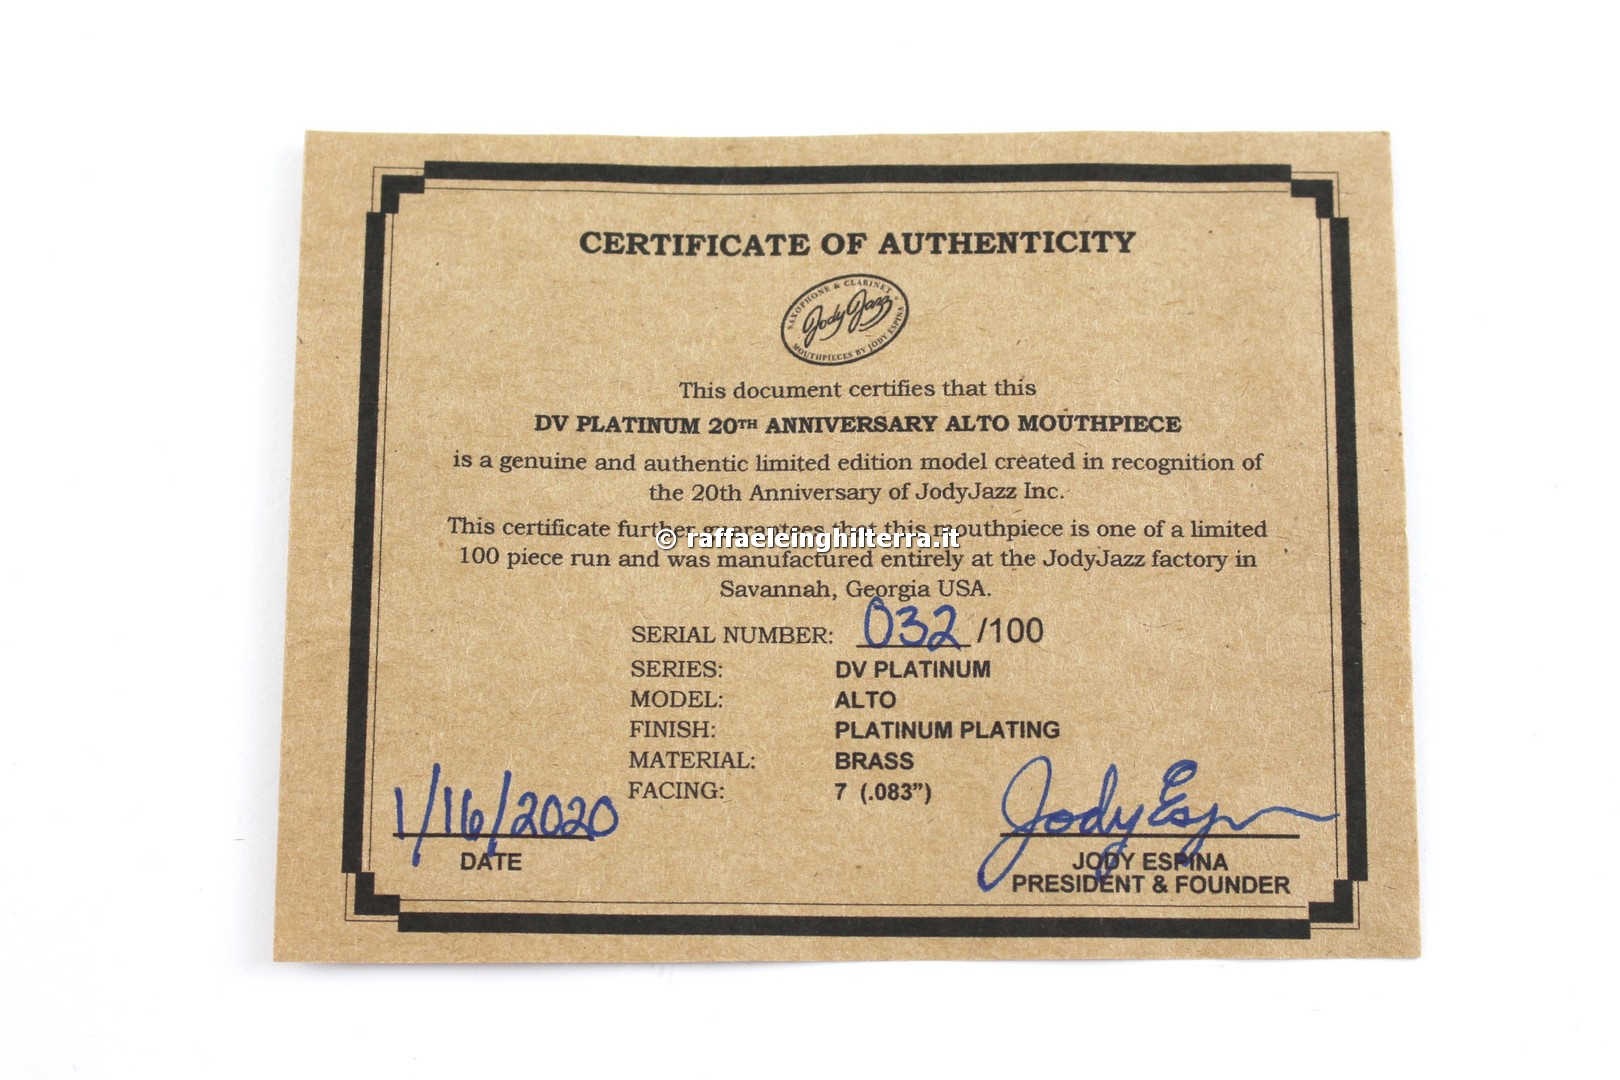 CERTIFICATE OF AUTHENTICITY
SAXOPHONE & CLARINET
JodyJazz
MOUTHPIECES BY JODY ESPINA
This document certifies that this
DV PLATINUM 20TH ANNIVERSARY ALTO MOUTHPIECE
is a genuine and authentic limited edition model created in recognition of
the 20th Anniversary of JodyJazz Inc.
This certificate further guarantees that this mouthpiece is one of a limited
© raffaeleinghilterra.it
100 piece run and was manufactured entirely at the JodyJazz factory in
Savannah, Georgia USA.
SERIAL NUMBER: 032 /100
SERIES: DV PLATINUM
MODEL: ALTO
FINISH: PLATINUM PLATING
MATERIAL: BRASS
FACING: 7 (.083")
1/16/2020
DATE
Jody Espina
JODY ESPINA
PRESIDENT & FOUNDER